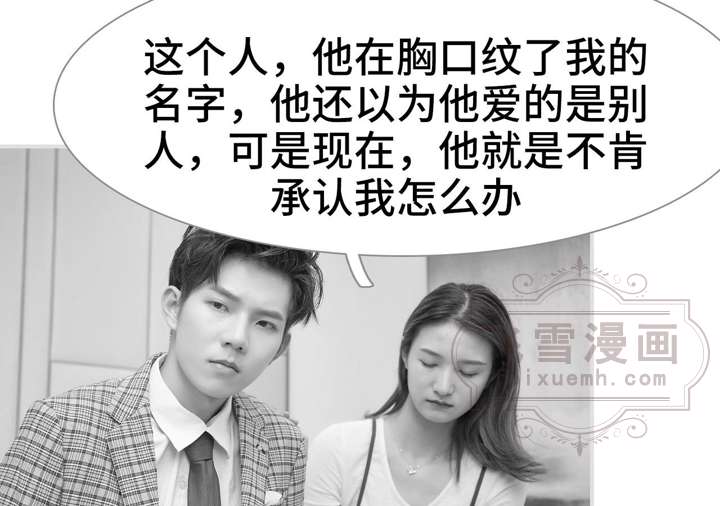 这个人，他在胸口纹了我的
名字，他还以为他爱的是别
人，可是现在，他就是不肯
承认我怎么办
雪漫画
ixuemh.com